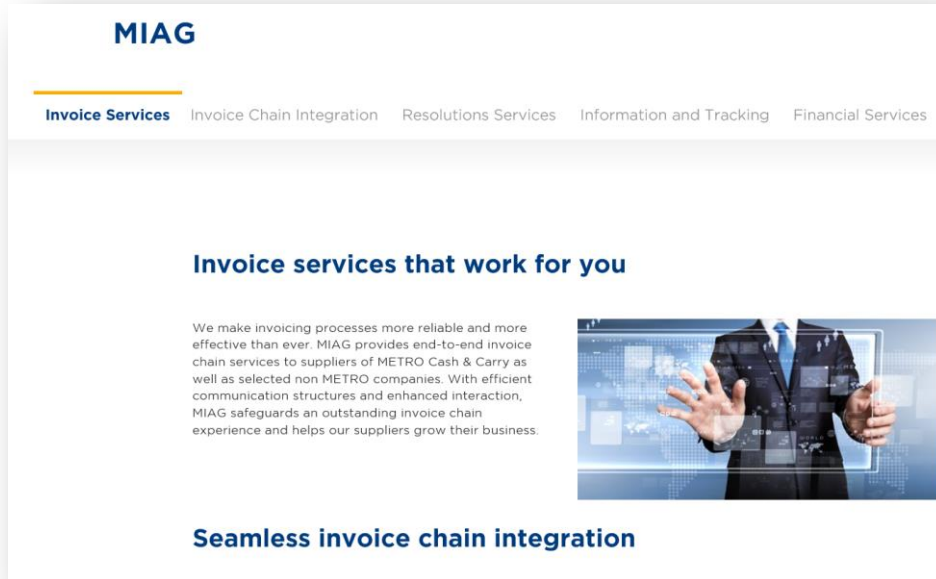 MIAG
Invoice Services Invoice Chain Integration Resolutions Services Information and Tracking Financial Services
Invoice services that work for you
We make invoicing processes more reliable and more
effective than ever. MIAG provides end-to-end invoice
chain services to suppliers of METRO Cash & Carry as
well as selected non METRO companies. With efficient
communication structures and enhanced interaction,
MIAG safeguards an outstanding invoice chain
experience and helps our suppliers grow their business.
WORLD
Seamless invoice chain integration